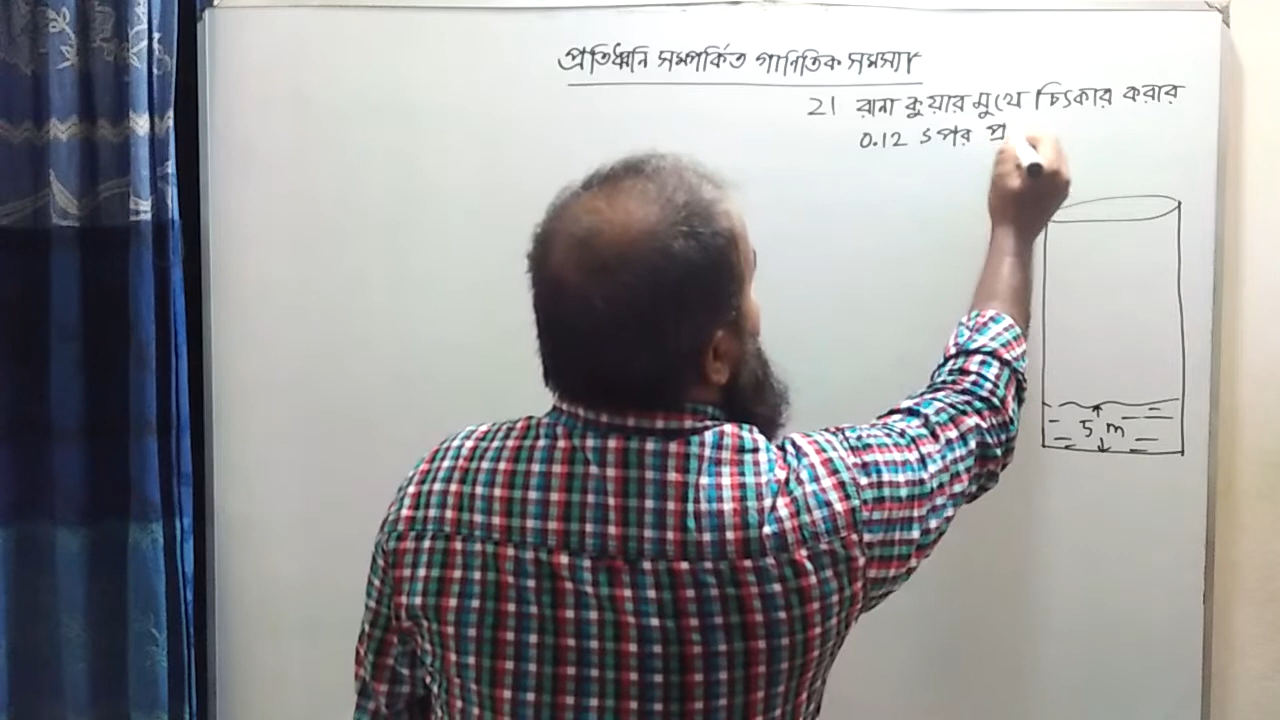 প্রতিধ্বনি সম্পর্কিত গাণিতিক সমস্যা
2। রানা কুয়ার মুখে চিৎকার করার
0.12 s পর প্র
5 m